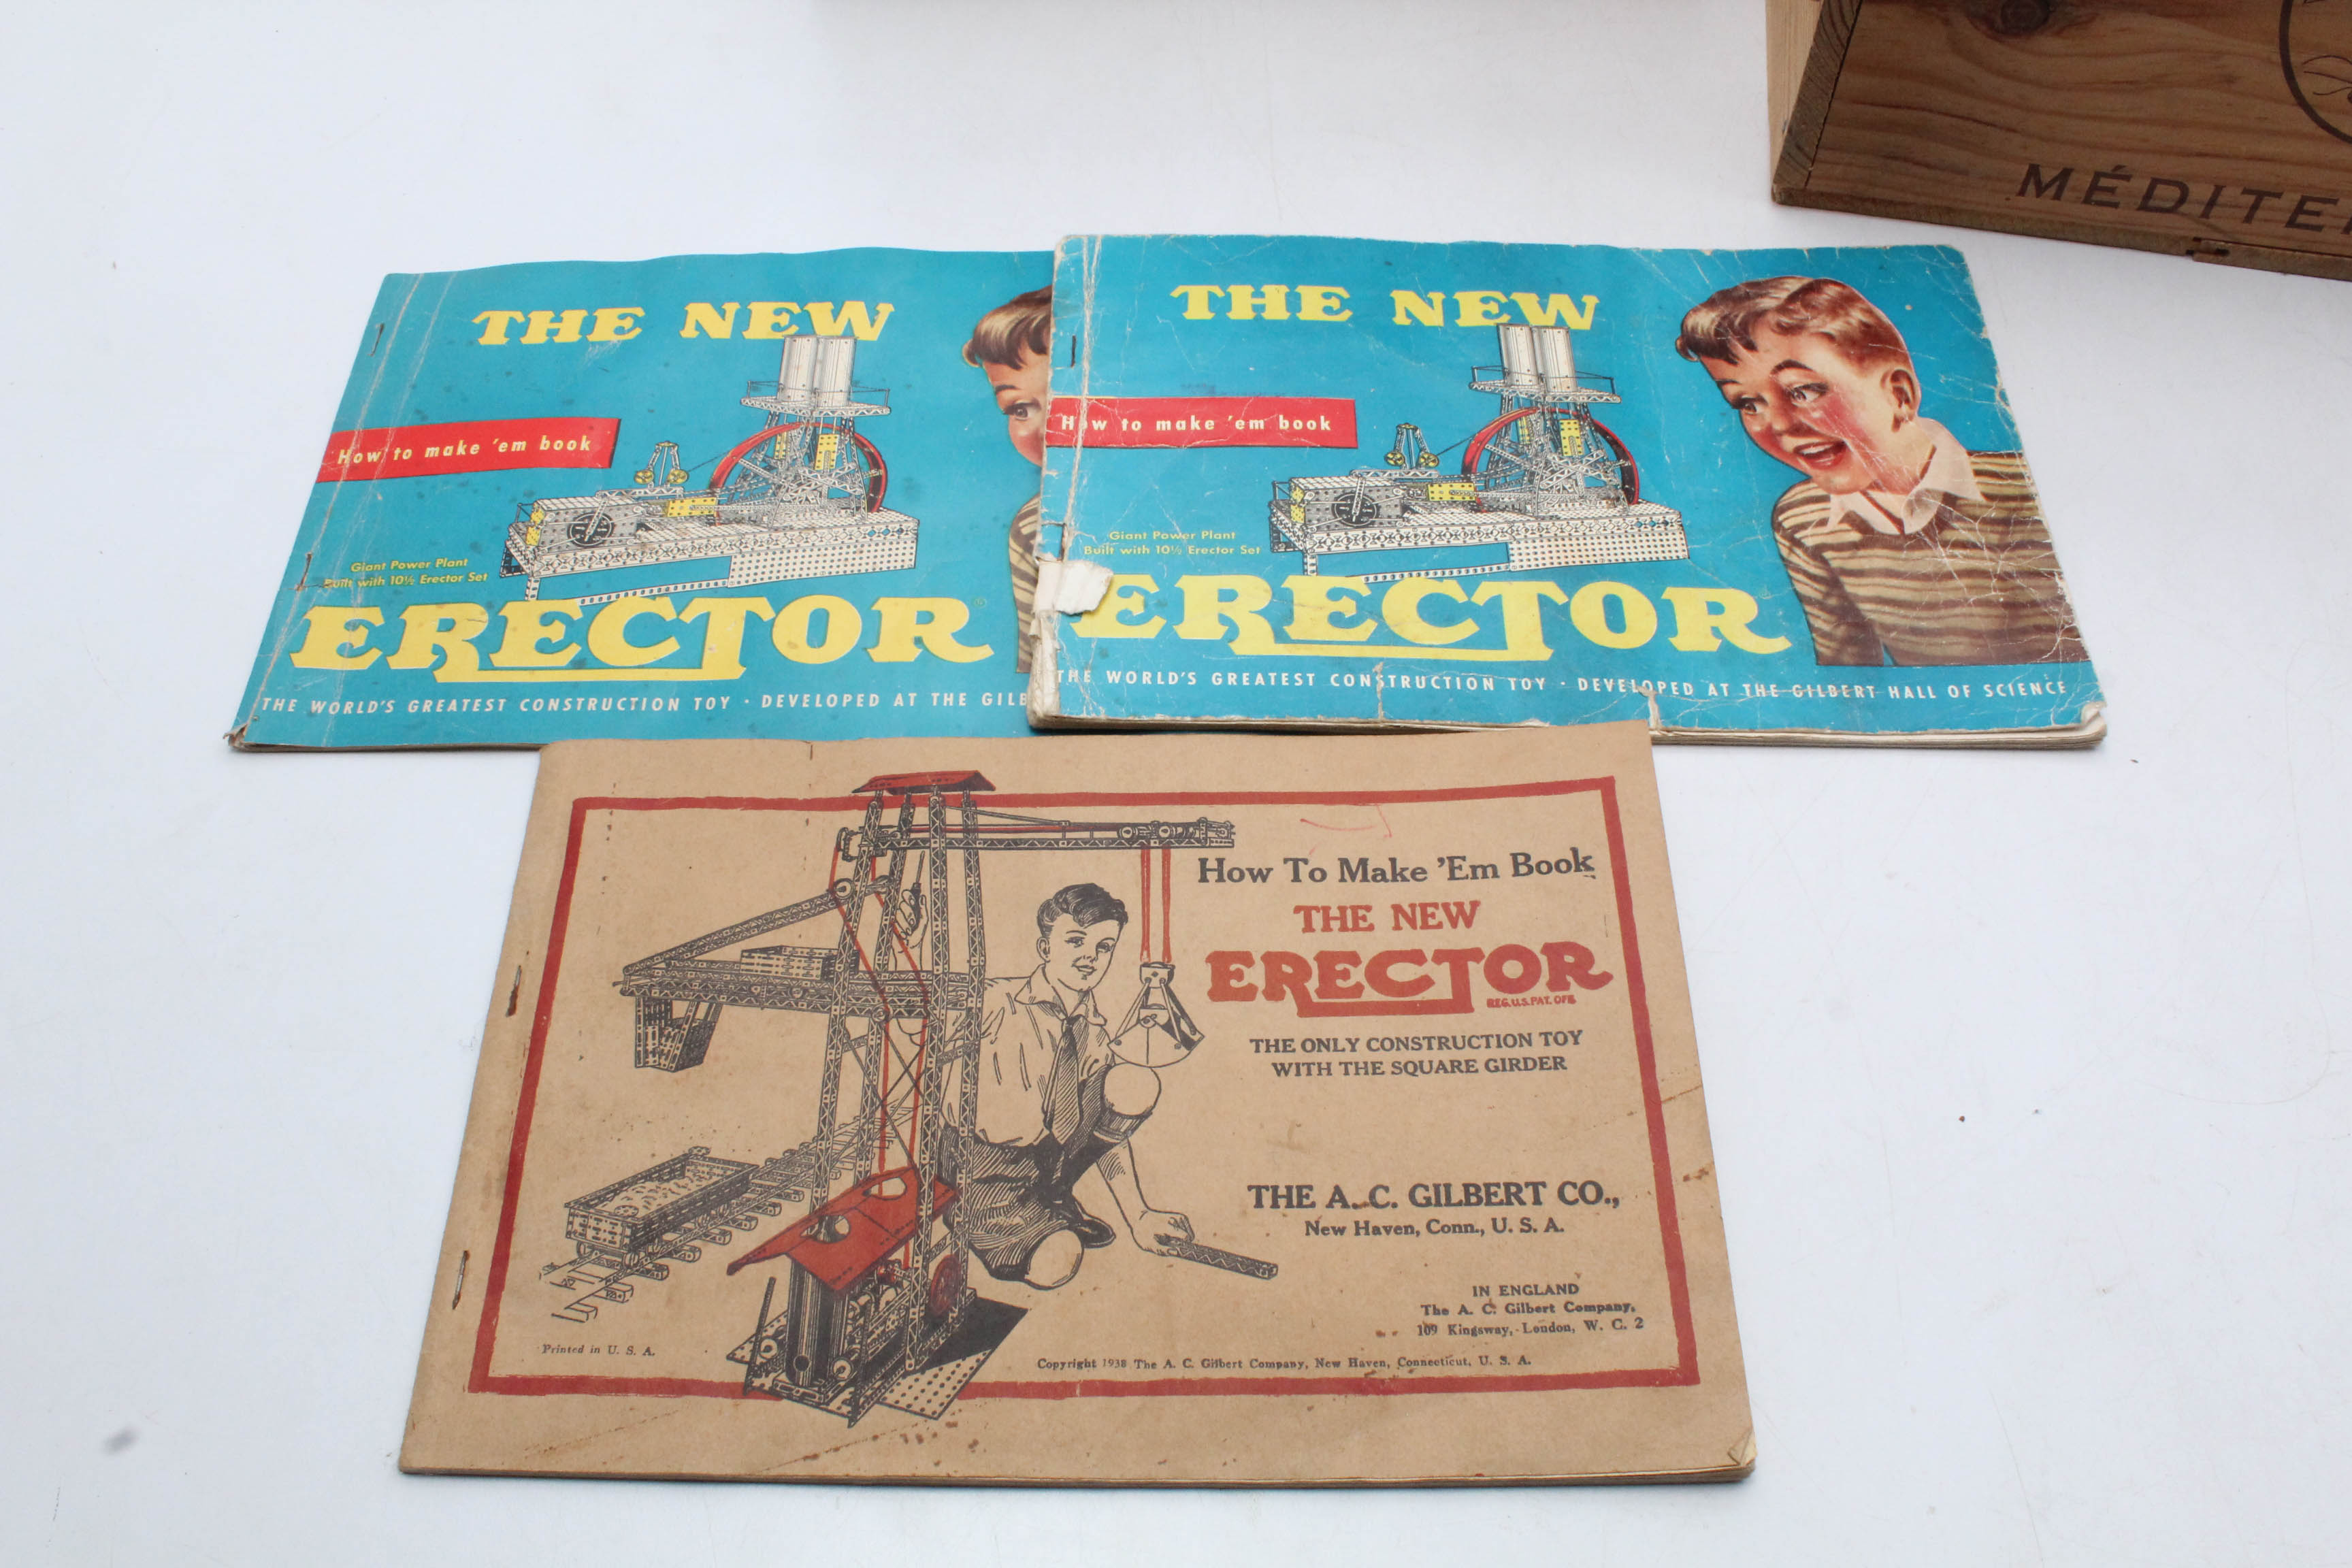 MÉDITE
THE NEW
How to make 'em book
Giant Power Plant
Built with 10½ Erector Set
ERECTOR®
THE WORLD'S GREATEST CONSTRUCTION TOY · DEVELOPED AT THE GILB
THE NEW
How to make 'em book
Giant Power Plant
Built with 10½ Erector Set
ERECTOR
THE WORLD'S GREATEST CONSTRUCTION TOY · DEVELOPED AT THE GILBERT HALL OF SCIENCE
How To Make 'Em Book
THE NEW
ERECTOR
REG.U.S.PAT.OFF.
THE ONLY CONSTRUCTION TOY
WITH THE SQUARE GIRDER
THE A. C. GILBERT CO.,
New Haven, Conn., U. S. A.
IN ENGLAND
The A. C. Gilbert Company,
109 Kingsway, London, W. C. 2
Printed in U. S. A.
Copyright 1938 The A. C. Gilbert Company, New Haven, Connecticut, U. S. A.